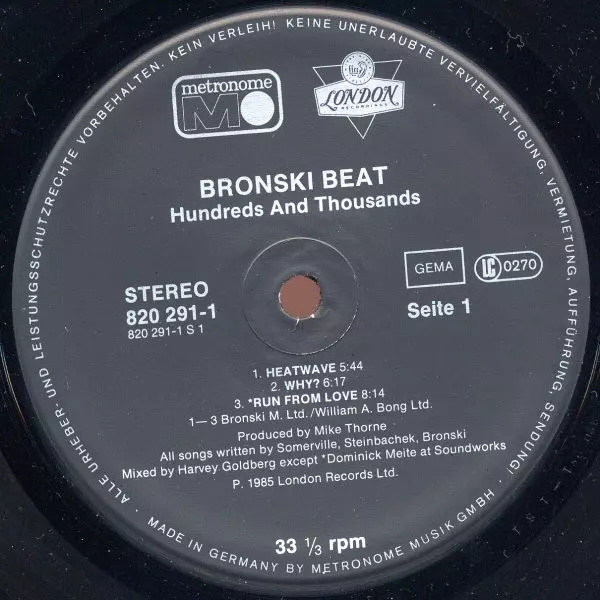 ALLE URHEBER- UND LEISTUNGSSCHUTZRECHTE VORBEHALTEN. KEIN VERLEIH! KEINE UNERLAUBTE VERVIELFÄLTIGUNG, VERMIETUNG, AUFFÜHRUNG, SENDUNG!
metronome
M
LONDON
RECORDINGS
BRONSKI BEAT
Hundreds And Thousands
STEREO
820 291-1
820 291-1 S 1
GEMA
LC 0270
Seite 1
1. HEATWAVE 5:44
2. WHY? 6:17
3. *RUN FROM LOVE 8:14
1—3 Bronski M. Ltd./William A. Bong Ltd.
Produced by Mike Thorne
All songs written by Somerville, Steinbachek, Bronski
Mixed by Harvey Goldberg except *Dominick Meite at Soundworks
P. 1985 London Records Ltd.
33 ⅓ rpm
MADE IN GERMANY BY METRONOME MUSIK GMBH